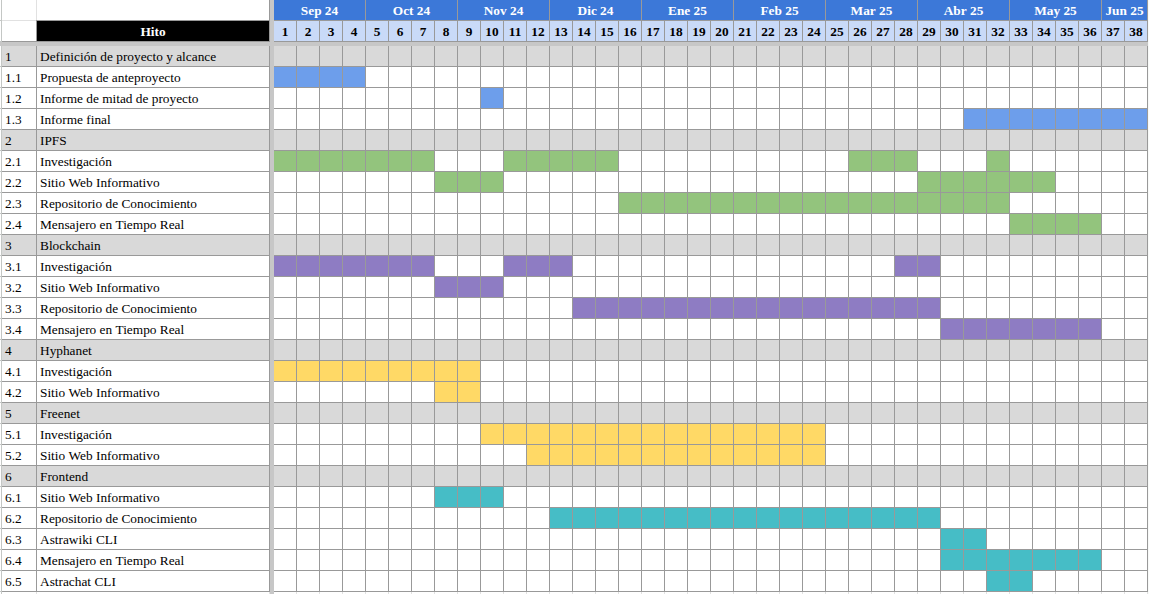 Sep 24 Oct 24 Nov 24 Dic 24 Ene 25 Feb 25 Mar 25 Abr 25 May 25 Jun 25
Hito 1 2 3 4 5 6 7 8 9 10 11 12 13 14 15 16 17 18 19 20 21 22 23 24 25 26 27 28 29 30 31 32 33 34 35 36 37 38
1 Definición de proyecto y alcance
1.1 Propuesta de anteproyecto
1.2 Informe de mitad de proyecto
1.3 Informe final
2 IPFS
2.1 Investigación
2.2 Sitio Web Informativo
2.3 Repositorio de Conocimiento
2.4 Mensajero en Tiempo Real
3 Blockchain
3.1 Investigación
3.2 Sitio Web Informativo
3.3 Repositorio de Conocimiento
3.4 Mensajero en Tiempo Real
4 Hyphanet
4.1 Investigación
4.2 Sitio Web Informativo
5 Freenet
5.1 Investigación
5.2 Sitio Web Informativo
6 Frontend
6.1 Sitio Web Informativo
6.2 Repositorio de Conocimiento
6.3 Astrawiki CLI
6.4 Mensajero en Tiempo Real
6.5 Astrachat CLI